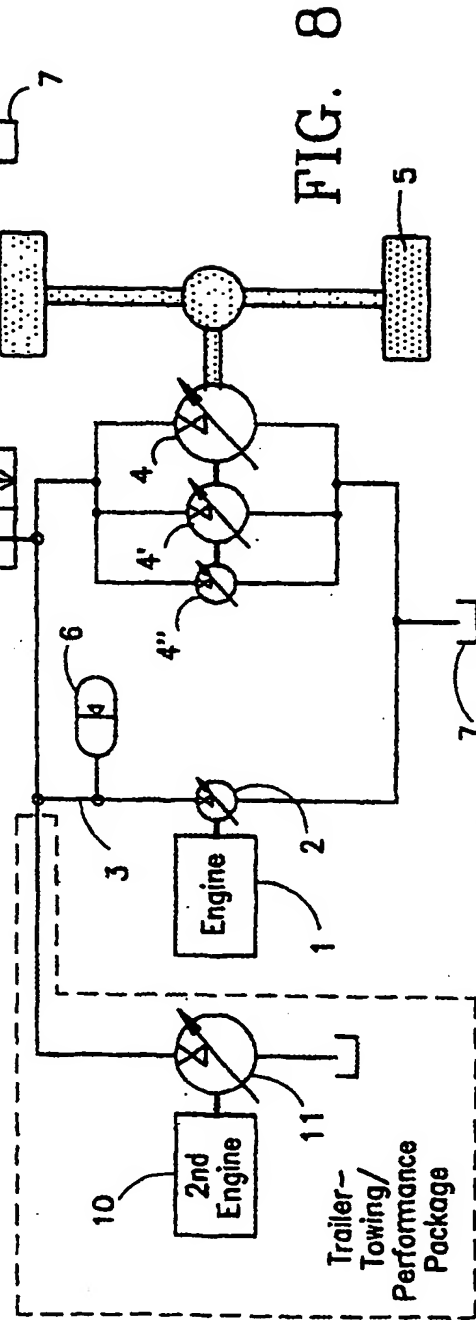 7
FIG. 8
5
4
4'
4"
6
3
Engine
2
1
7
2nd
Engine
10
11
Trailer-
Towing/
Performance
Package